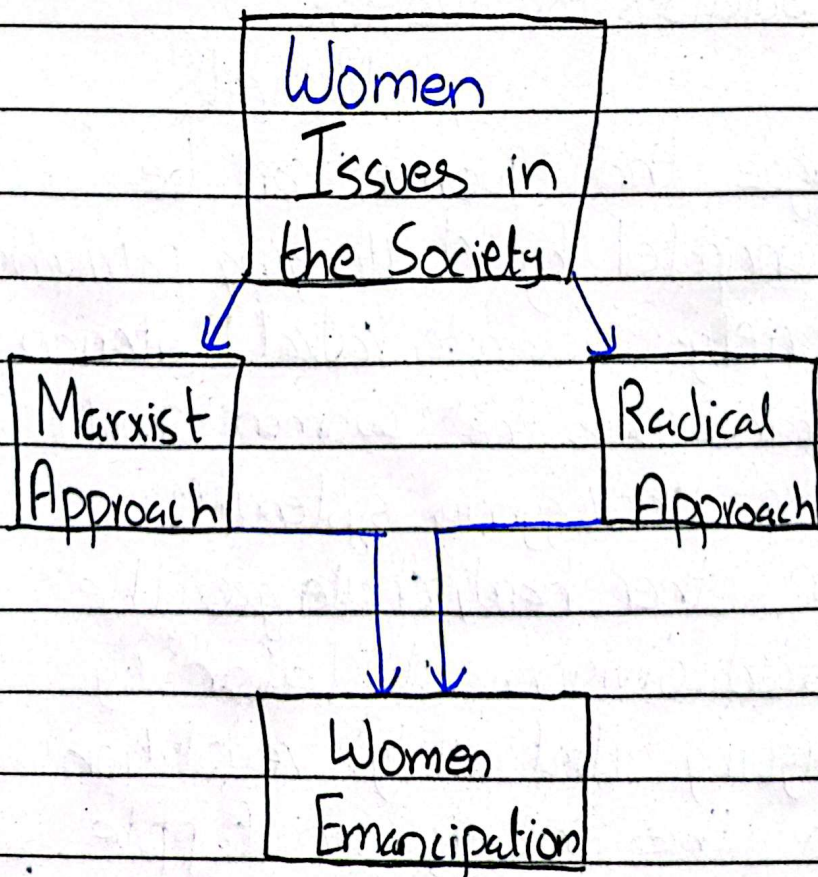 Women
Issues in
the Society
Marxist
Approach
Radical
Approach
Women
Emancipation